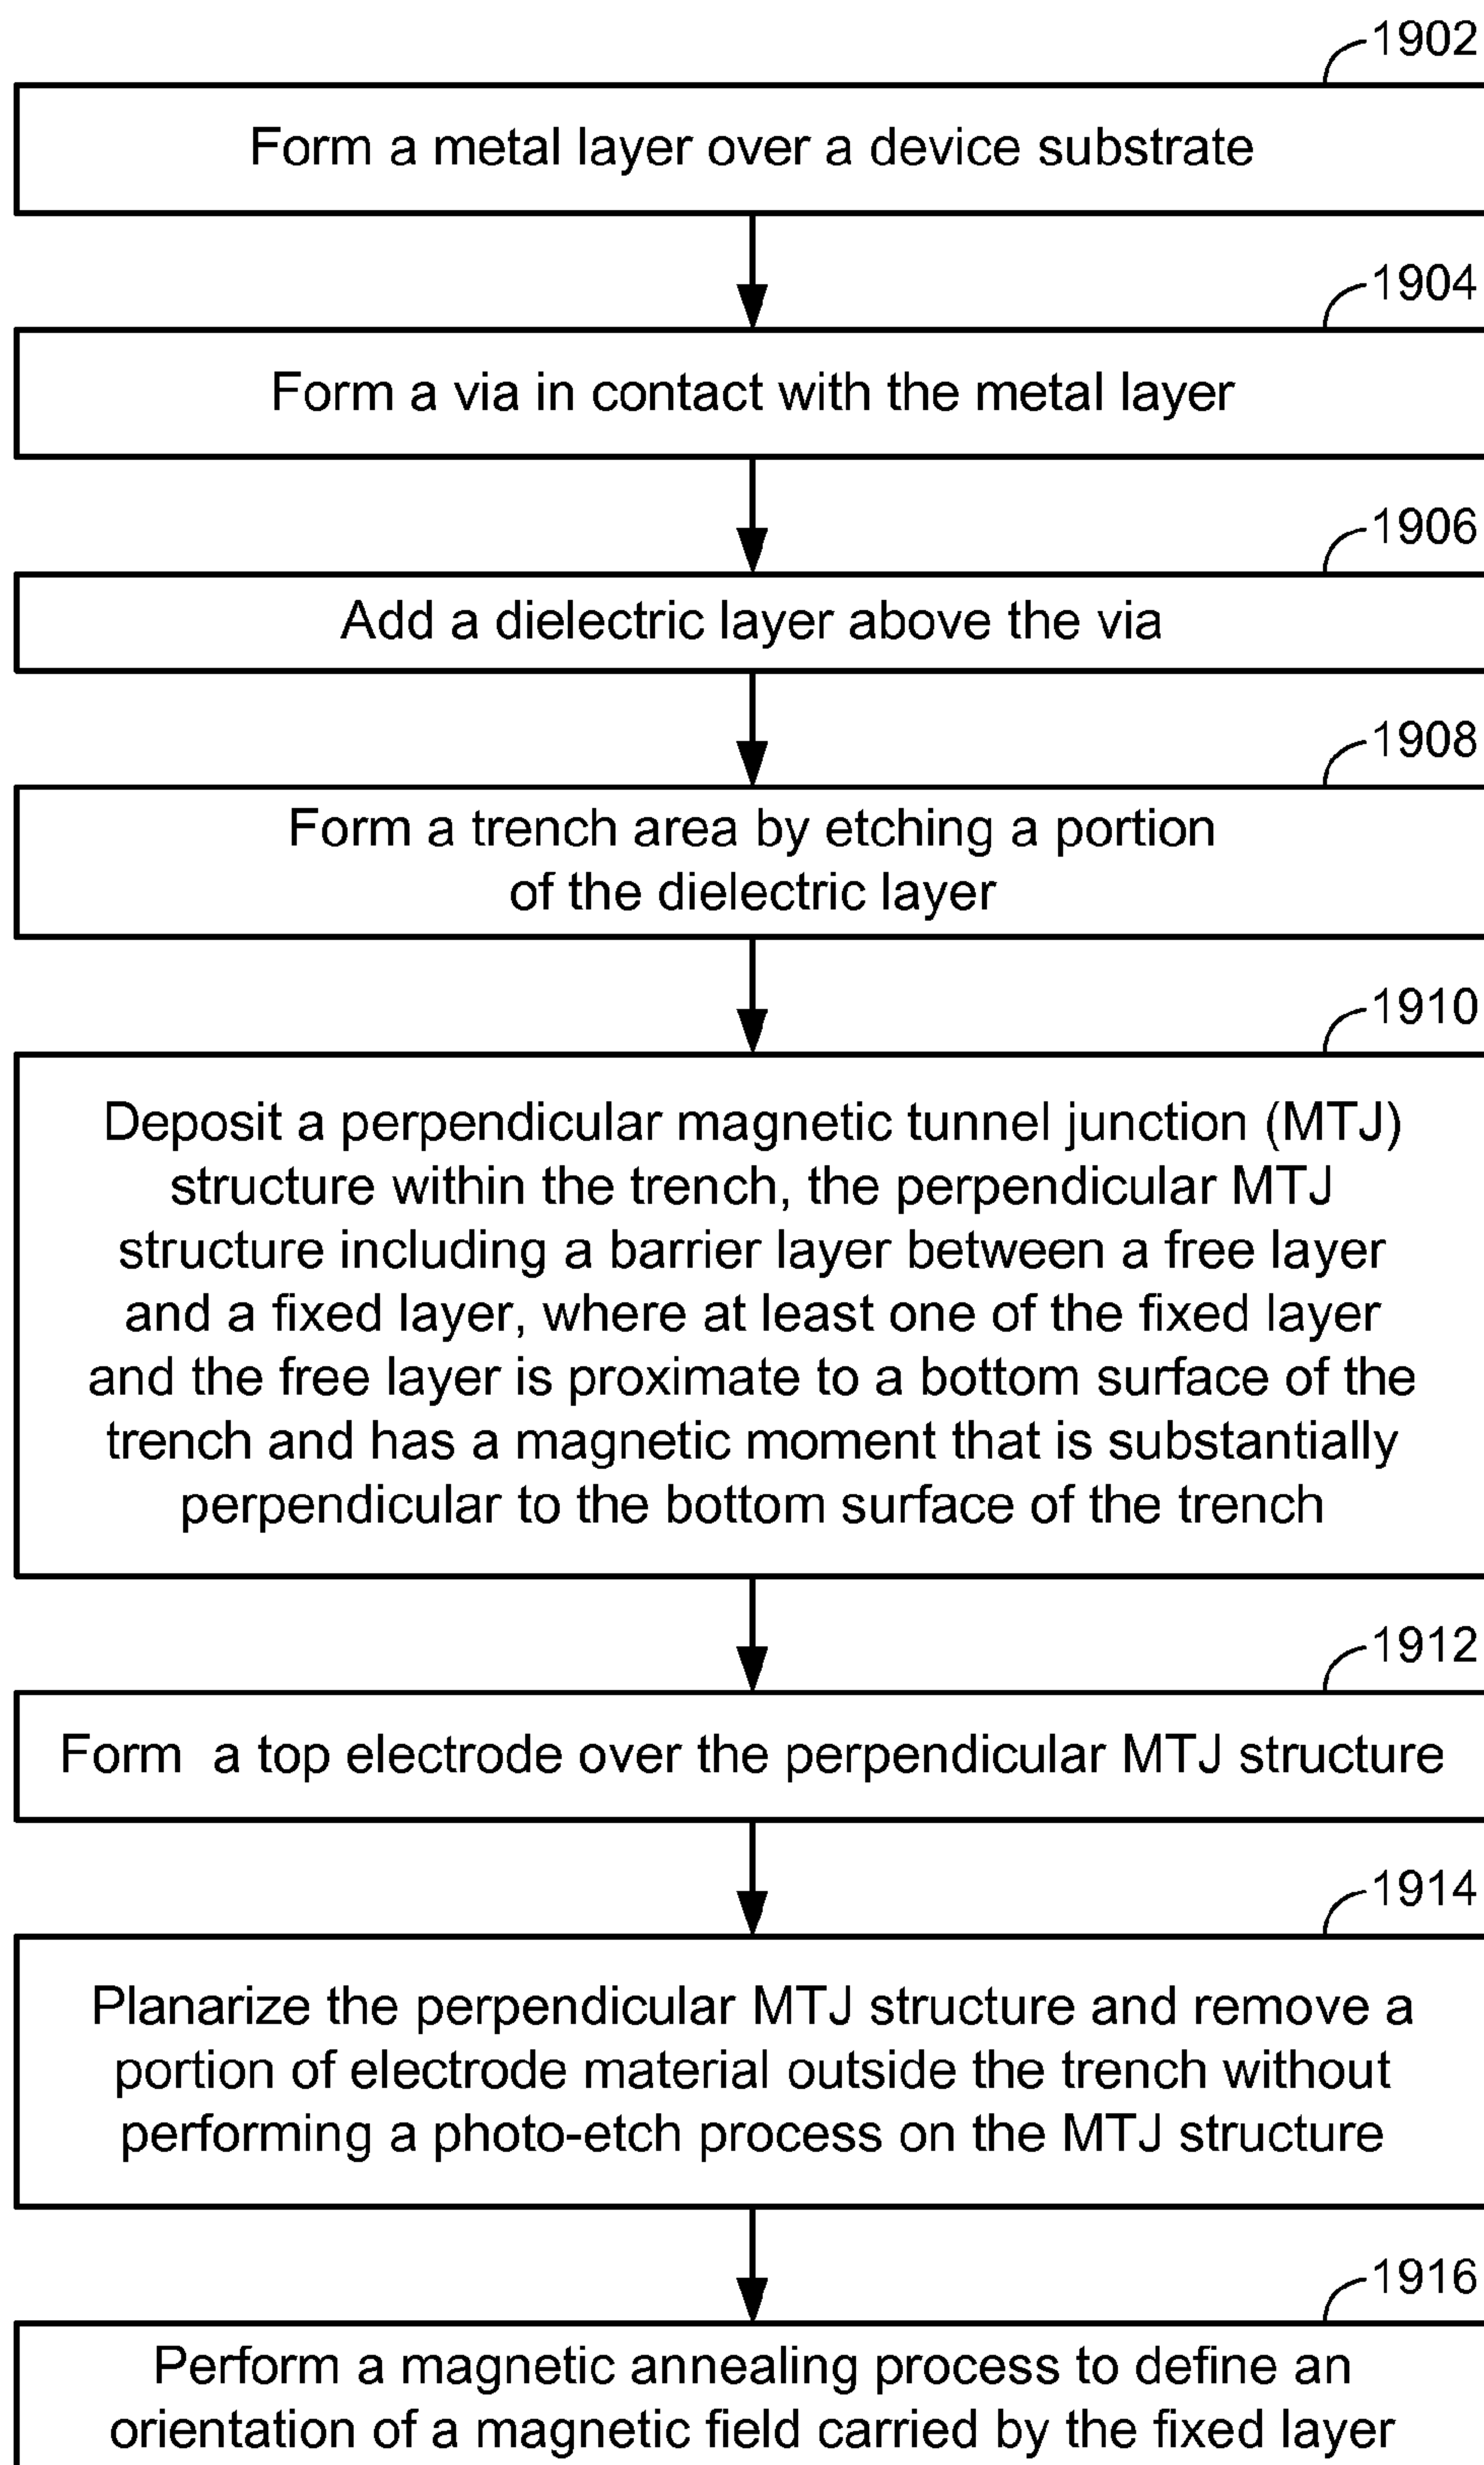 1902
Form a metal layer over a device substrate
1904
Form a via in contact with the metal layer
1906
Add a dielectric layer above the via
1908
Form a trench area by etching a portion
of the dielectric layer
1910
Deposit a perpendicular magnetic tunnel junction (MTJ)
structure within the trench, the perpendicular MTJ
structure including a barrier layer between a free layer
and a fixed layer, where at least one of the fixed layer
and the free layer is proximate to a bottom surface of the
trench and has a magnetic moment that is substantially
perpendicular to the bottom surface of the trench
1912
Form  a top electrode over the perpendicular MTJ structure
1914
Planarize the perpendicular MTJ structure and remove a
portion of electrode material outside the trench without
performing a photo-etch process on the MTJ structure
1916
Perform a magnetic annealing process to define an
orientation of a magnetic field carried by the fixed layer